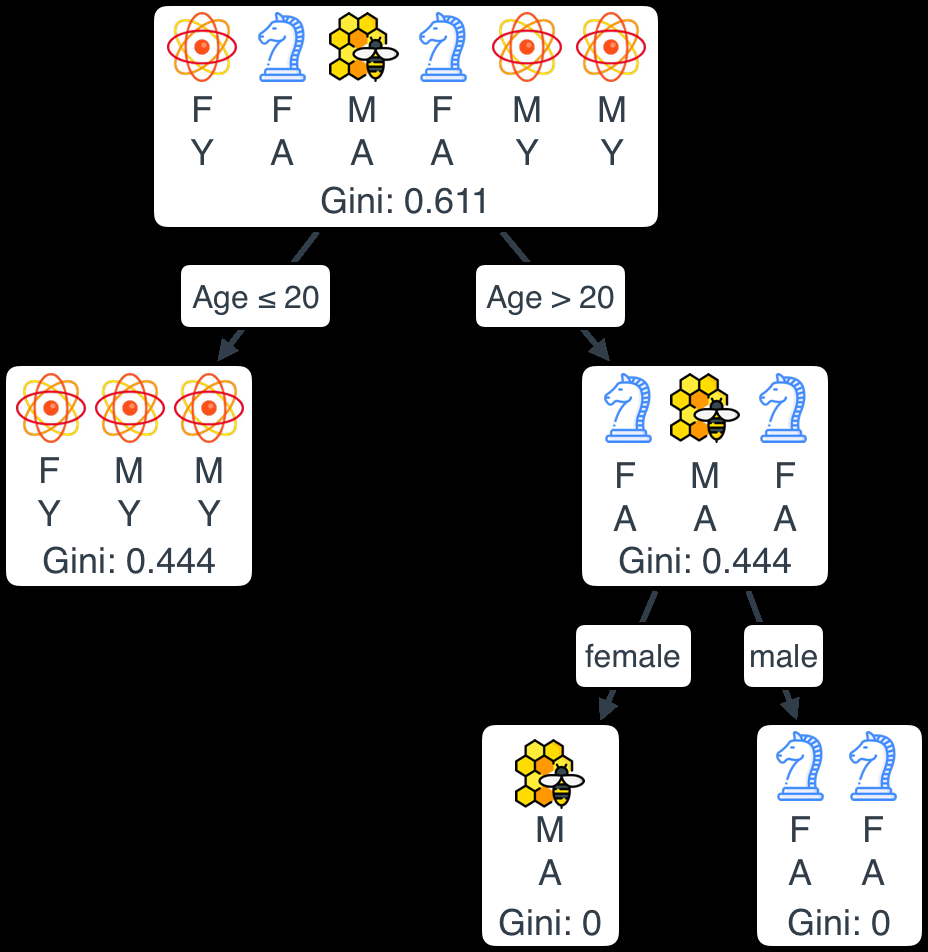 F F M F M M
Y A A A Y Y
Gini: 0.611
Age ≤ 20
Age > 20
F M M
Y Y Y
Gini: 0.444
F M F
A A A
Gini: 0.444
female
male
M
A
Gini: 0
F F
A A
Gini: 0